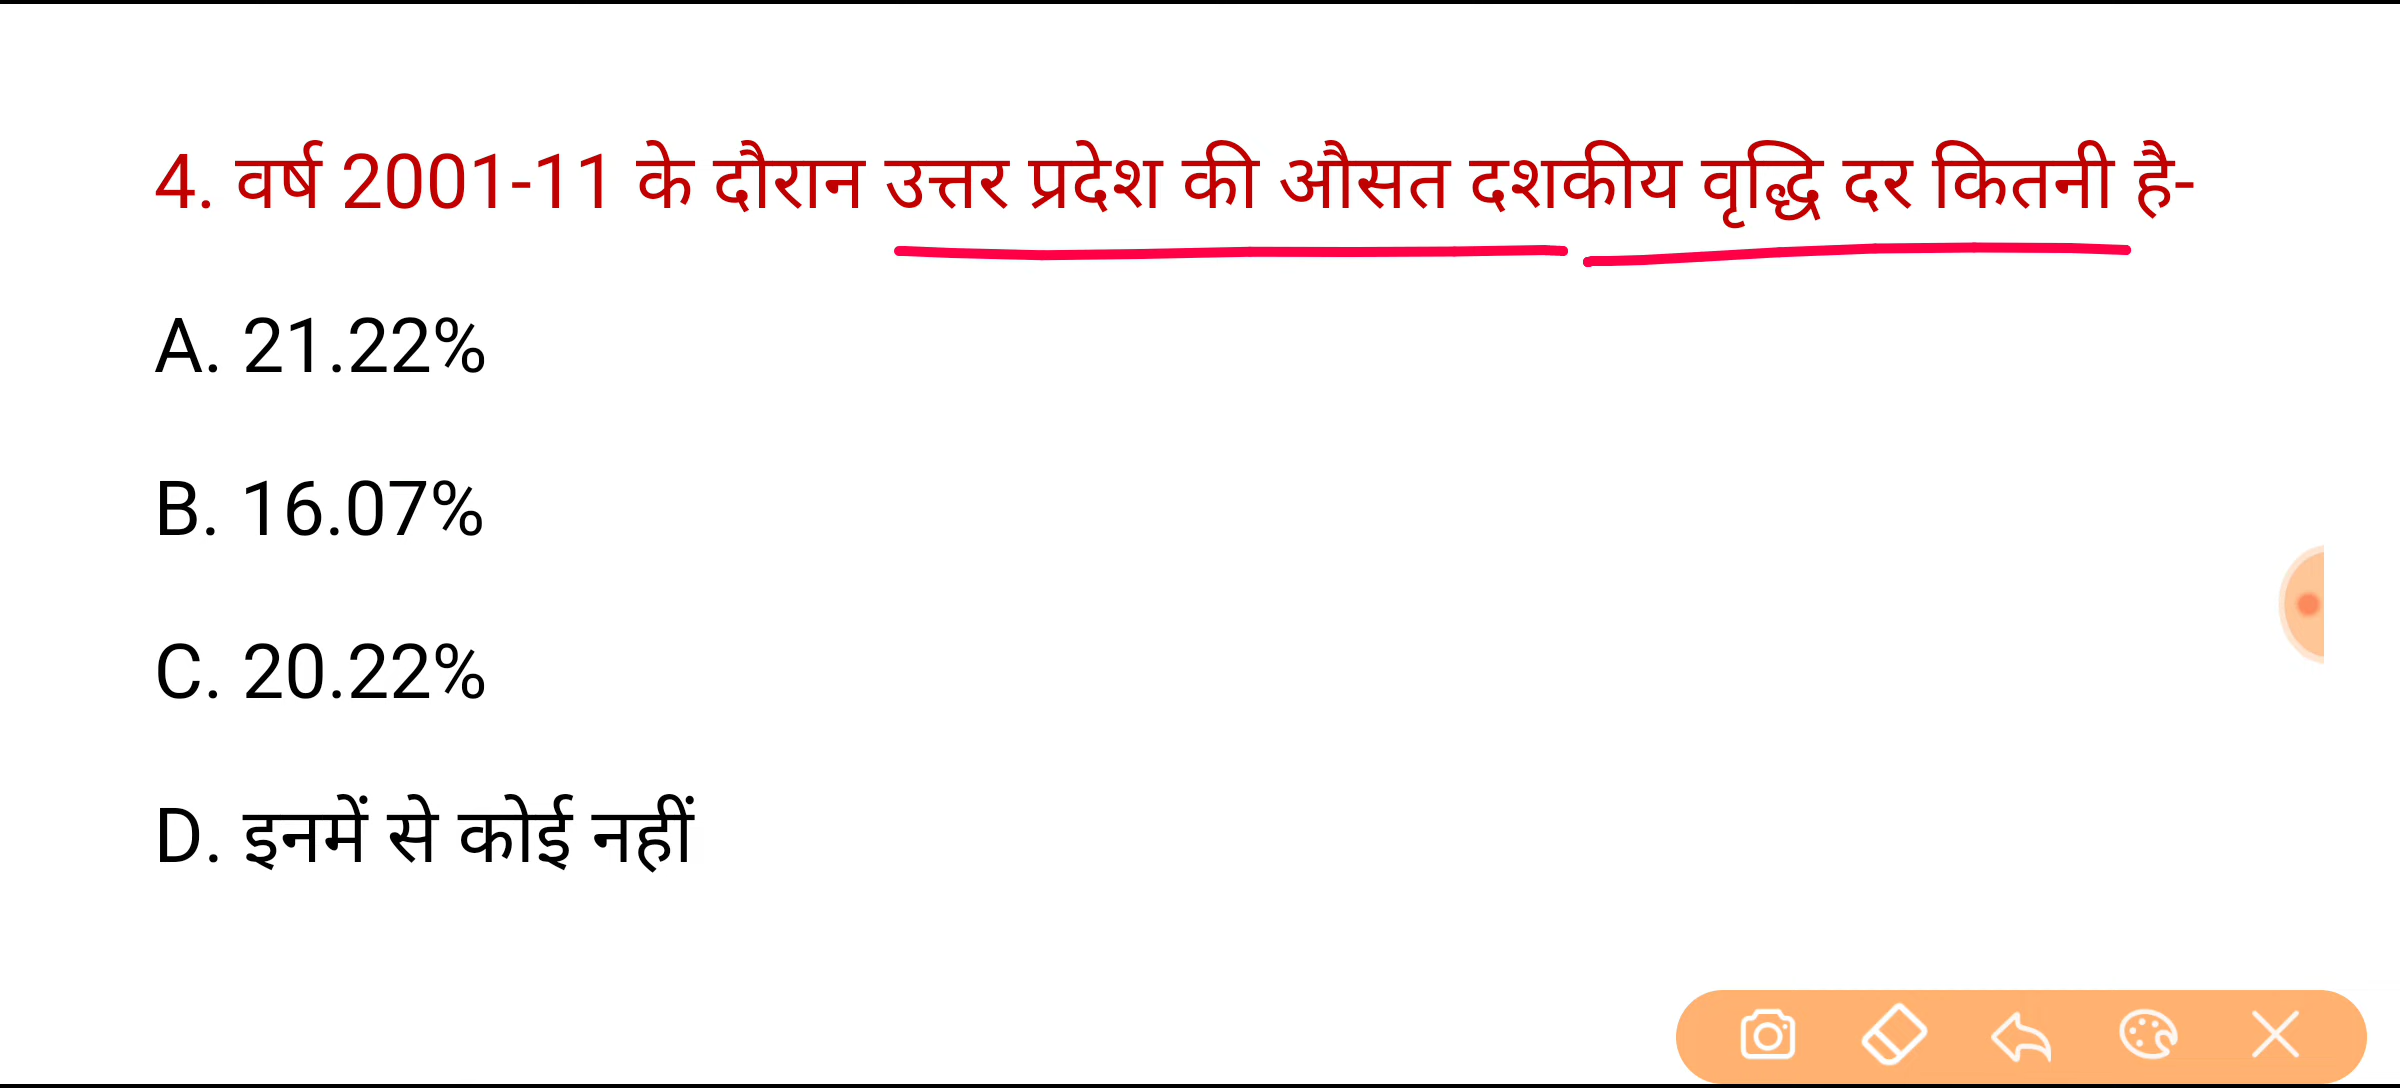 4. वर्ष 2001-11 के दौरान उत्तर प्रदेश की औसत दशकीय वृद्धि दर कितनी है-
A. 21.22%
B. 16.07%
C. 20.22%
D. इनमें से कोई नहीं